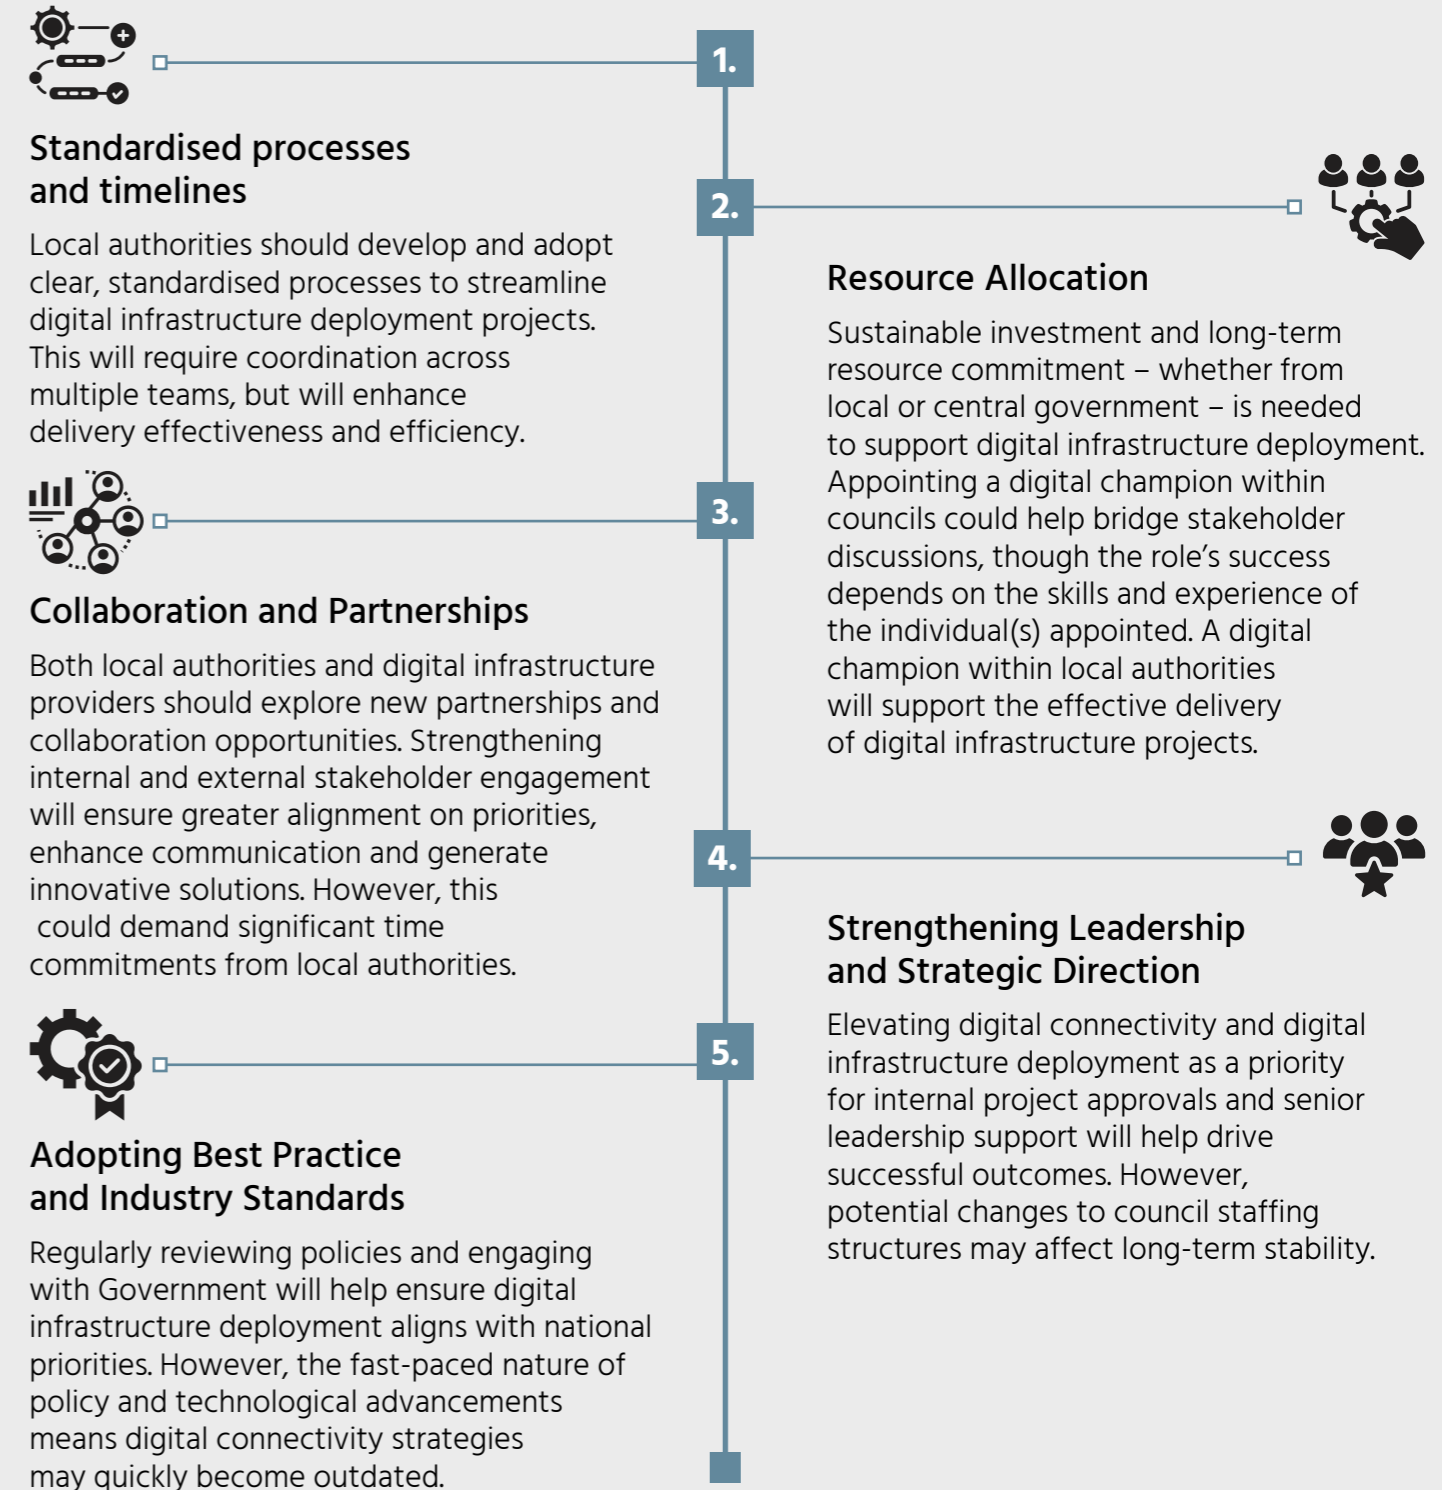 1.
Standardised processes
and timelines
Local authorities should develop and adopt
clear, standardised processes to streamline
digital infrastructure deployment projects.
This will require coordination across
multiple teams, but will enhance
delivery effectiveness and efficiency.
2.
Resource Allocation
Sustainable investment and long-term
resource commitment – whether from
local or central government – is needed
to support digital infrastructure deployment.
Appointing a digital champion within
councils could help bridge stakeholder
discussions, though the role’s success
depends on the skills and experience of
the individual(s) appointed. A digital
champion within local authorities
will support the effective delivery
of digital infrastructure projects.
3.
Collaboration and Partnerships
Both local authorities and digital infrastructure
providers should explore new partnerships and
collaboration opportunities. Strengthening
internal and external stakeholder engagement
will ensure greater alignment on priorities,
enhance communication and generate
innovative solutions. However, this
could demand significant time
commitments from local authorities.
4.
Strengthening Leadership
and Strategic Direction
Elevating digital connectivity and digital
infrastructure deployment as a priority
for internal project approvals and senior
leadership support will help drive
successful outcomes. However,
potential changes to council staffing
structures may affect long-term stability.
5.
Adopting Best Practice
and Industry Standards
Regularly reviewing policies and engaging
with Government will help ensure digital
infrastructure deployment aligns with national
priorities. However, the fast-paced nature of
policy and technological advancements
means digital connectivity strategies
may quickly become outdated.